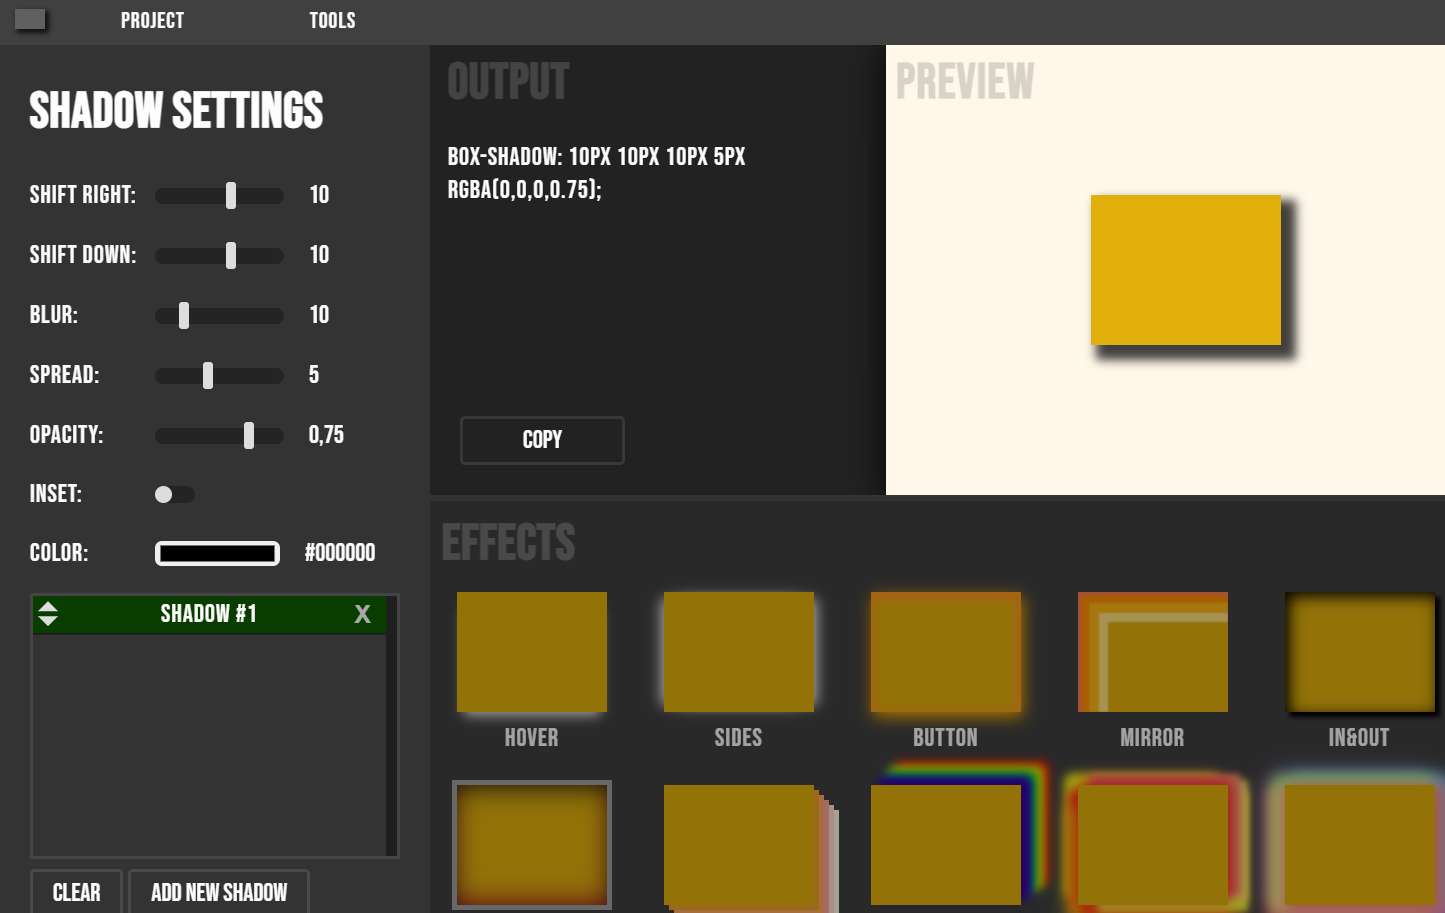 PROJECT TOOLS
SHADOW SETTINGS
SHIFT RIGHT: 10
SHIFT DOWN: 10
BLUR: 10
SPREAD: 5
OPACITY: 0,75
INSET:
COLOR: #000000
SHADOW #1 X
CLEAR ADD NEW SHADOW
OUTPUT
BOX-SHADOW: 10PX 10PX 10PX 5PX
RGBA(0,0,0,0.75);
COPY
PREVIEW
EFFECTS
HOVER SIDES BUTTON MIRROR IN&OUT